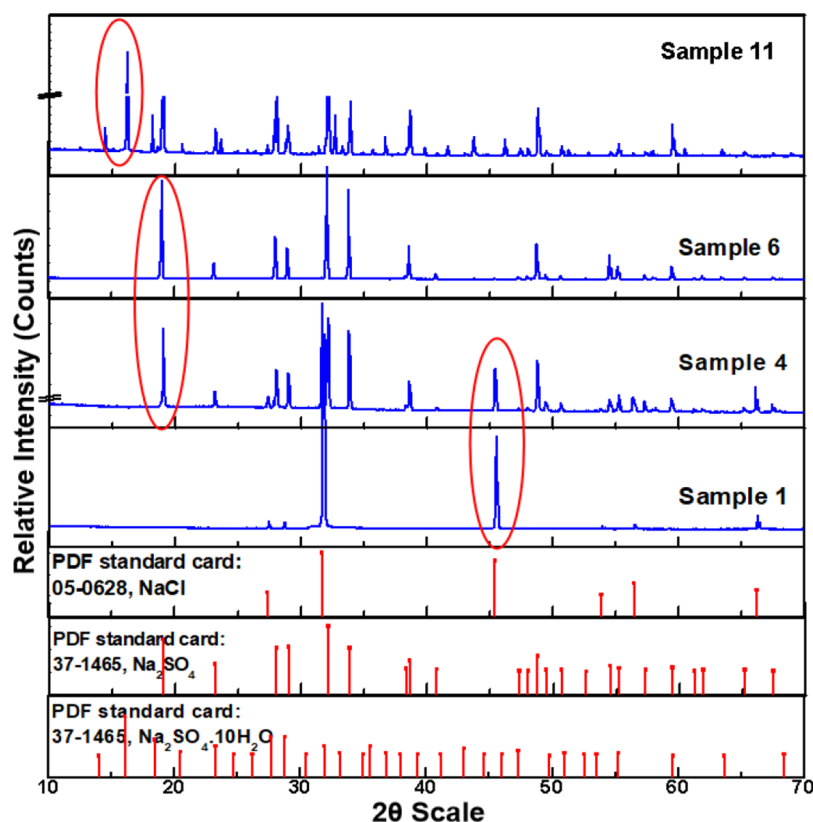 Sample 11
Sample 6
Sample 4
Sample 1
Relative Intensity (Counts)
PDF standard card:
05-0628, NaCl
PDF standard card:
37-1465, Na₂SO₄
PDF standard card:
37-1465, Na₂SO₄.10H₂O
10 20 30 40 50 60 70
2θ Scale